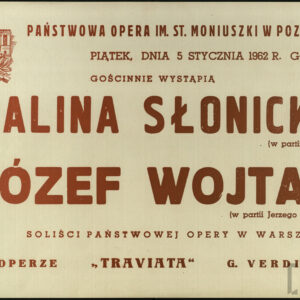 PAŃSTWOWA OPERA IM. ST. MONIUSZKI W POZ
PIĄTEK, DNIA 5 STYCZNIA 1962 R. G
GOŚCINNIE WYSTĄPIA
ALINA SŁONICK
(w parti
ÓZEF WOJTA
(w partii Jerzego
SOLIŚCI PAŃSTWOWEJ OPERY W WARSZ
OPERZE „TRAVIATA" G. VERDI